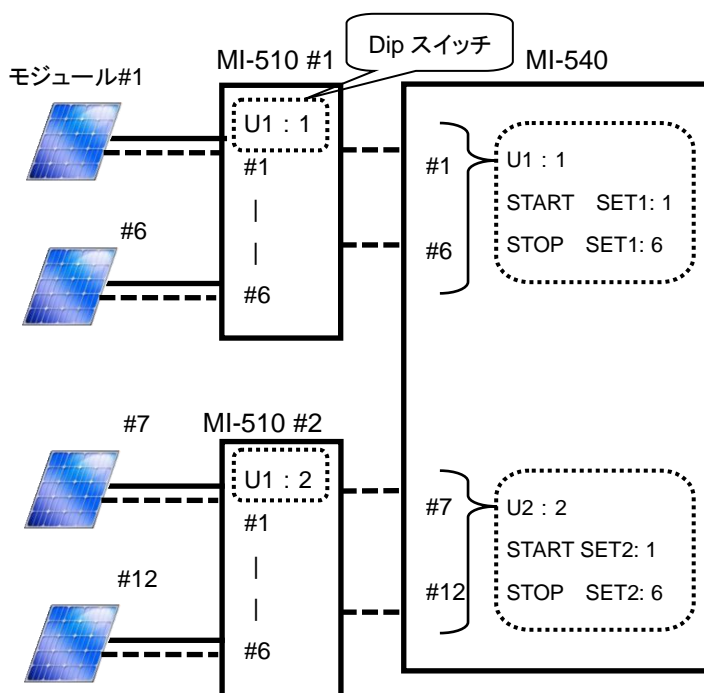 Dip スイッチ
MI-510 #1
MI-540
モジュール#1
U1 : 1
#1
|
|
#6
#6
#1
#6
U1 : 1
START SET1: 1
STOP SET1: 6
#7
MI-510 #2
U1 : 2
#1
|
|
#6
#12
#7
#12
U2 : 2
START SET2: 1
STOP SET2: 6